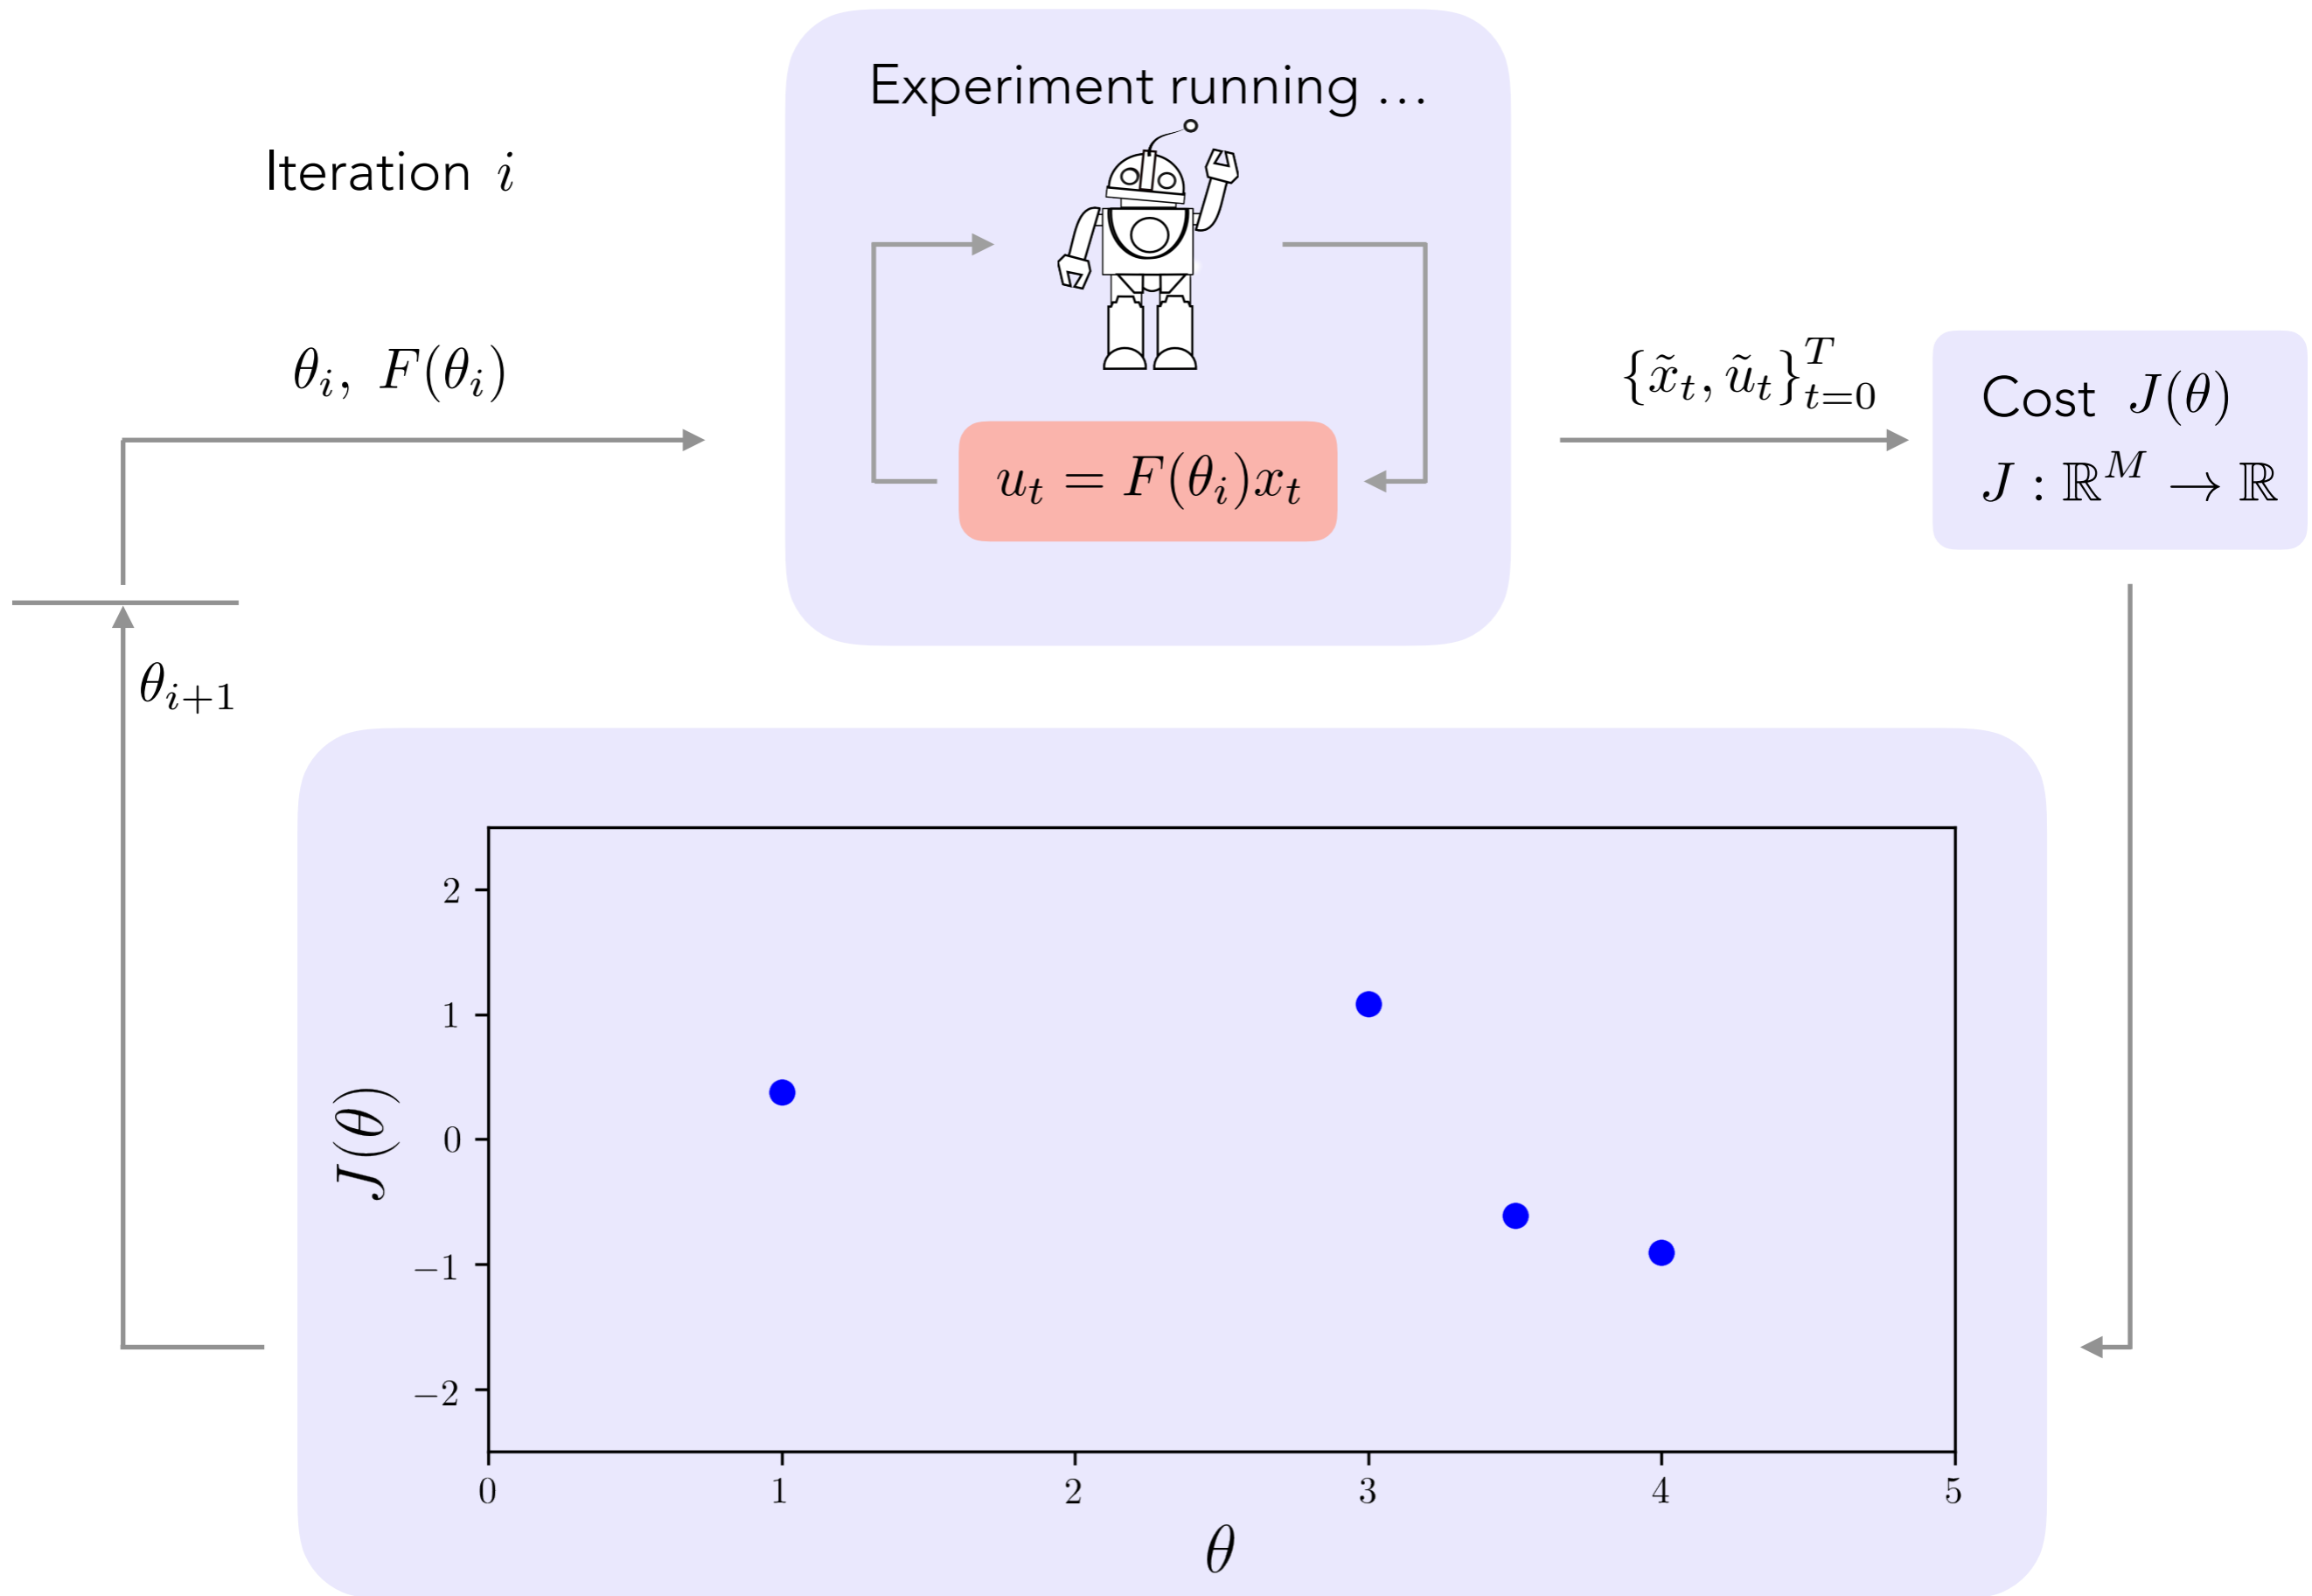 Experiment running …
Iteration i
θ_i, F(θ_i)
u_t = F(θ_i)x_t
{x̃_t, ũ_t}_{t=0}^T
Cost J(θ)
J : ℝ^M → ℝ
θ_{i+1}
J(θ)
2
1
0
−1
−2
0 1 2 3 4 5
θ